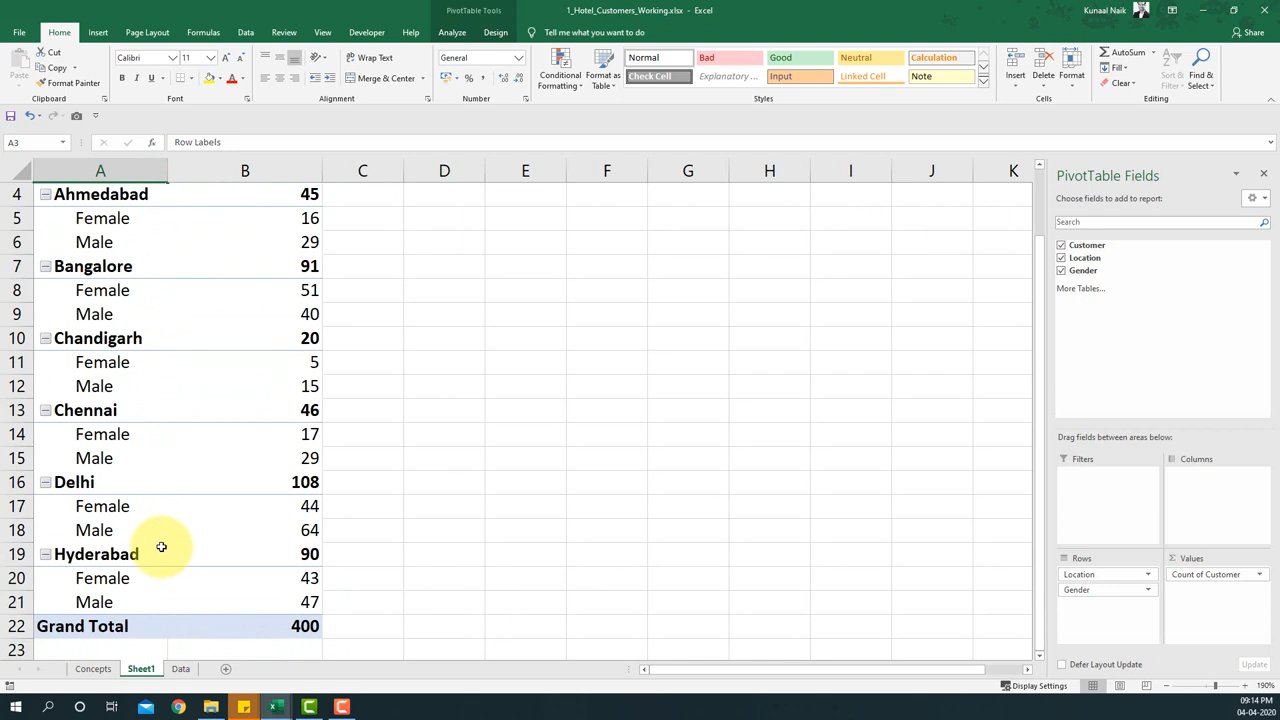 PivotTable Tools
1_Hotel_Customers_Working.xlsx - Excel
Kunaal Naik
File Home Insert Page Layout Formulas Data Review View Developer Help Analyze Design Tell me what you want to do Share
Cut
Copy
Format Painter
Paste
Clipboard
Calibri 11
B I U
Font
Wrap Text
Merge & Center
Alignment
General
Number
Conditional Formatting
Format as Table
Normal Bad Good Neutral Calculation
Check Cell Explanatory ... Input Linked Cell Note
Styles
Insert Delete Format
Cells
AutoSum
Fill
Clear
Sort & Filter
Find & Select
Editing
A3 fx Row Labels
A B C D E F G H I J K
4 Ahmedabad 45
5 Female 16
6 Male 29
7 Bangalore 91
8 Female 51
9 Male 40
10 Chandigarh 20
11 Female 5
12 Male 15
13 Chennai 46
14 Female 17
15 Male 29
16 Delhi 108
17 Female 44
18 Male 64
19 Hyderabad 90
20 Female 43
21 Male 47
22 Grand Total 400
23
PivotTable Fields
Choose fields to add to report:
Search
Customer
Location
Gender
More Tables...
Drag fields between areas below:
Filters Columns
Rows Σ Values
Location Count of Customer
Gender
Defer Layout Update Update
Concepts Sheet1 Data
Display Settings 190%
09:14 PM
04-04-2020